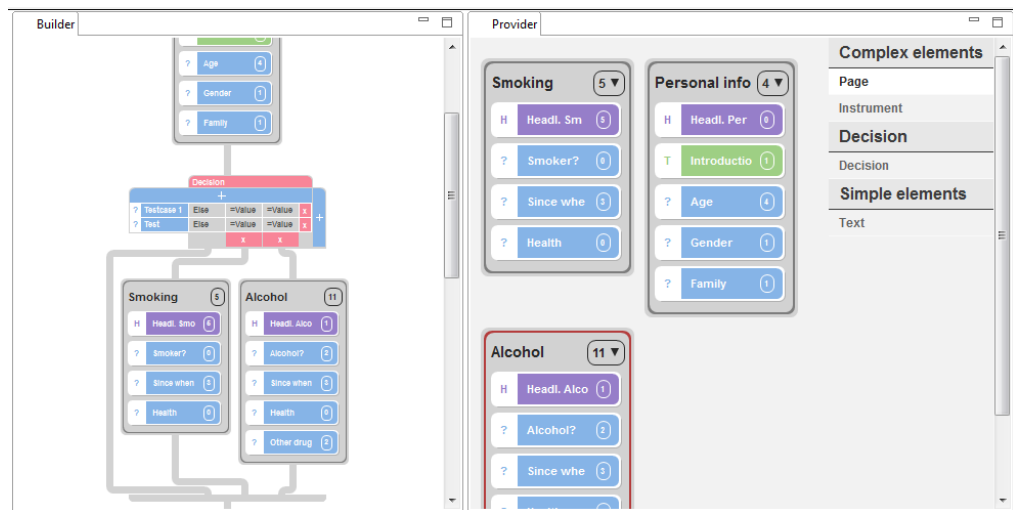 Builder
? Age 4
? Gender 1
? Family 1
Decision
+
? Testcase 1 Else =Value =Value x
? Test Else =Value =Value x
+
x x
Smoking 5
H Headl. Smo 6
? Smoker? 0
? Since when 3
? Health 0
Alcohol 11
H Headl. Alco 1
? Alcohol? 2
? Since when 3
? Health 0
? Other drug 2
Provider
Smoking 5 ▼
H Headl. Sm 5
? Smoker? 0
? Since whe 3
? Health 0
Personal info 4 ▼
H Headl. Per 0
T Introductio 1
? Age 4
? Gender 1
? Family 1
Alcohol 11 ▼
H Headl. Alco 1
? Alcohol? 2
? Since whe 3
Complex elements
Page
Instrument
Decision
Decision
Simple elements
Text